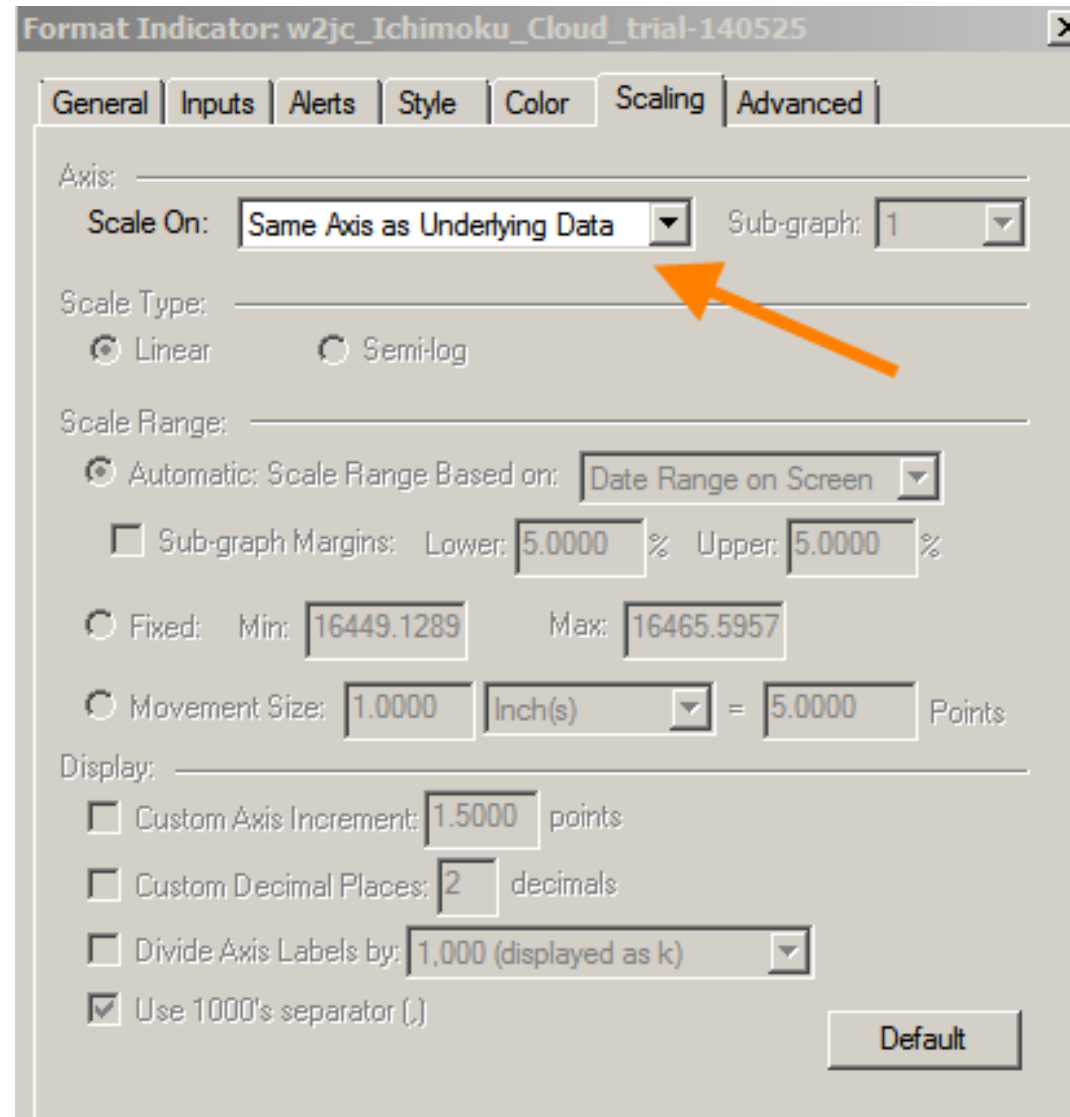 Format Indicator: w2jc_Ichimoku_Cloud_trial-140525
General Inputs Alerts Style Color Scaling Advanced
Axis:
Scale On: Same Axis as Underlying Data Sub-graph: 1
Scale Type:
Linear Semi-log
Scale Range:
Automatic: Scale Range Based on: Date Range on Screen
Sub-graph Margins: Lower: 5.0000 % Upper: 5.0000 %
Fixed: Min: 16449.1289 Max: 16465.5957
Movement Size: 1.0000 Inch(s) = 5.0000 Points
Display:
Custom Axis Increment: 1.5000 points
Custom Decimal Places: 2 decimals
Divide Axis Labels by: 1,000 (displayed as k)
Use 1000's separator (,)
Default